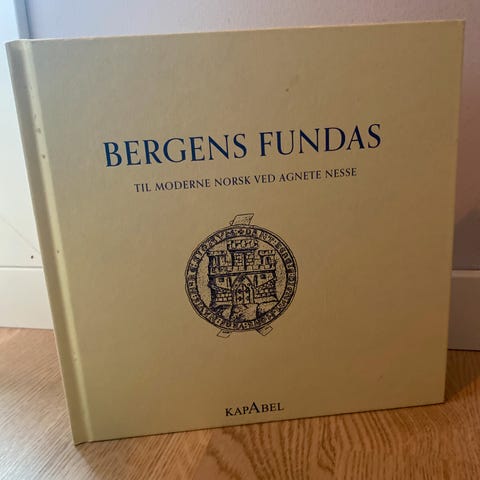 BERGENS FUNDAS
TIL MODERNE NORSK VED AGNETE NESSE
KAPABEL